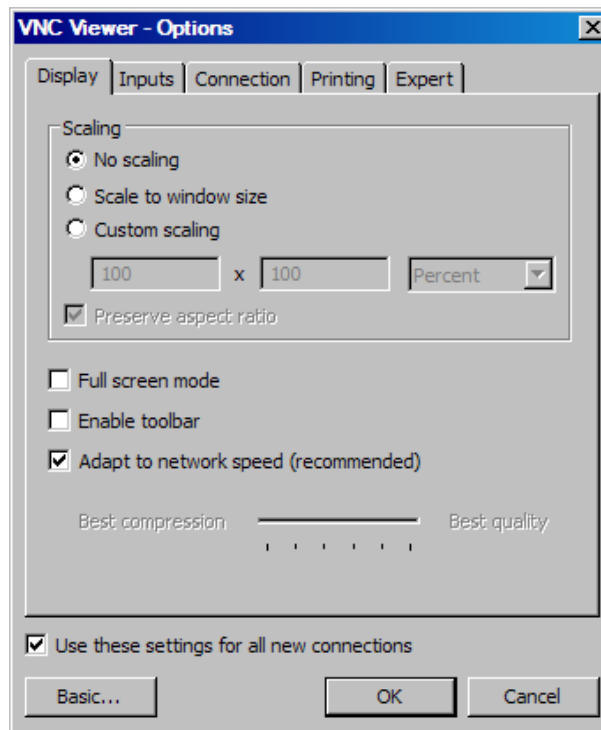 VNC Viewer - Options
Display Inputs Connection Printing Expert
Scaling
No scaling
Scale to window size
Custom scaling
100 x 100 Percent
Preserve aspect ratio
Full screen mode
Enable toolbar
Adapt to network speed (recommended)
Best compression Best quality
Use these settings for all new connections
Basic... OK Cancel